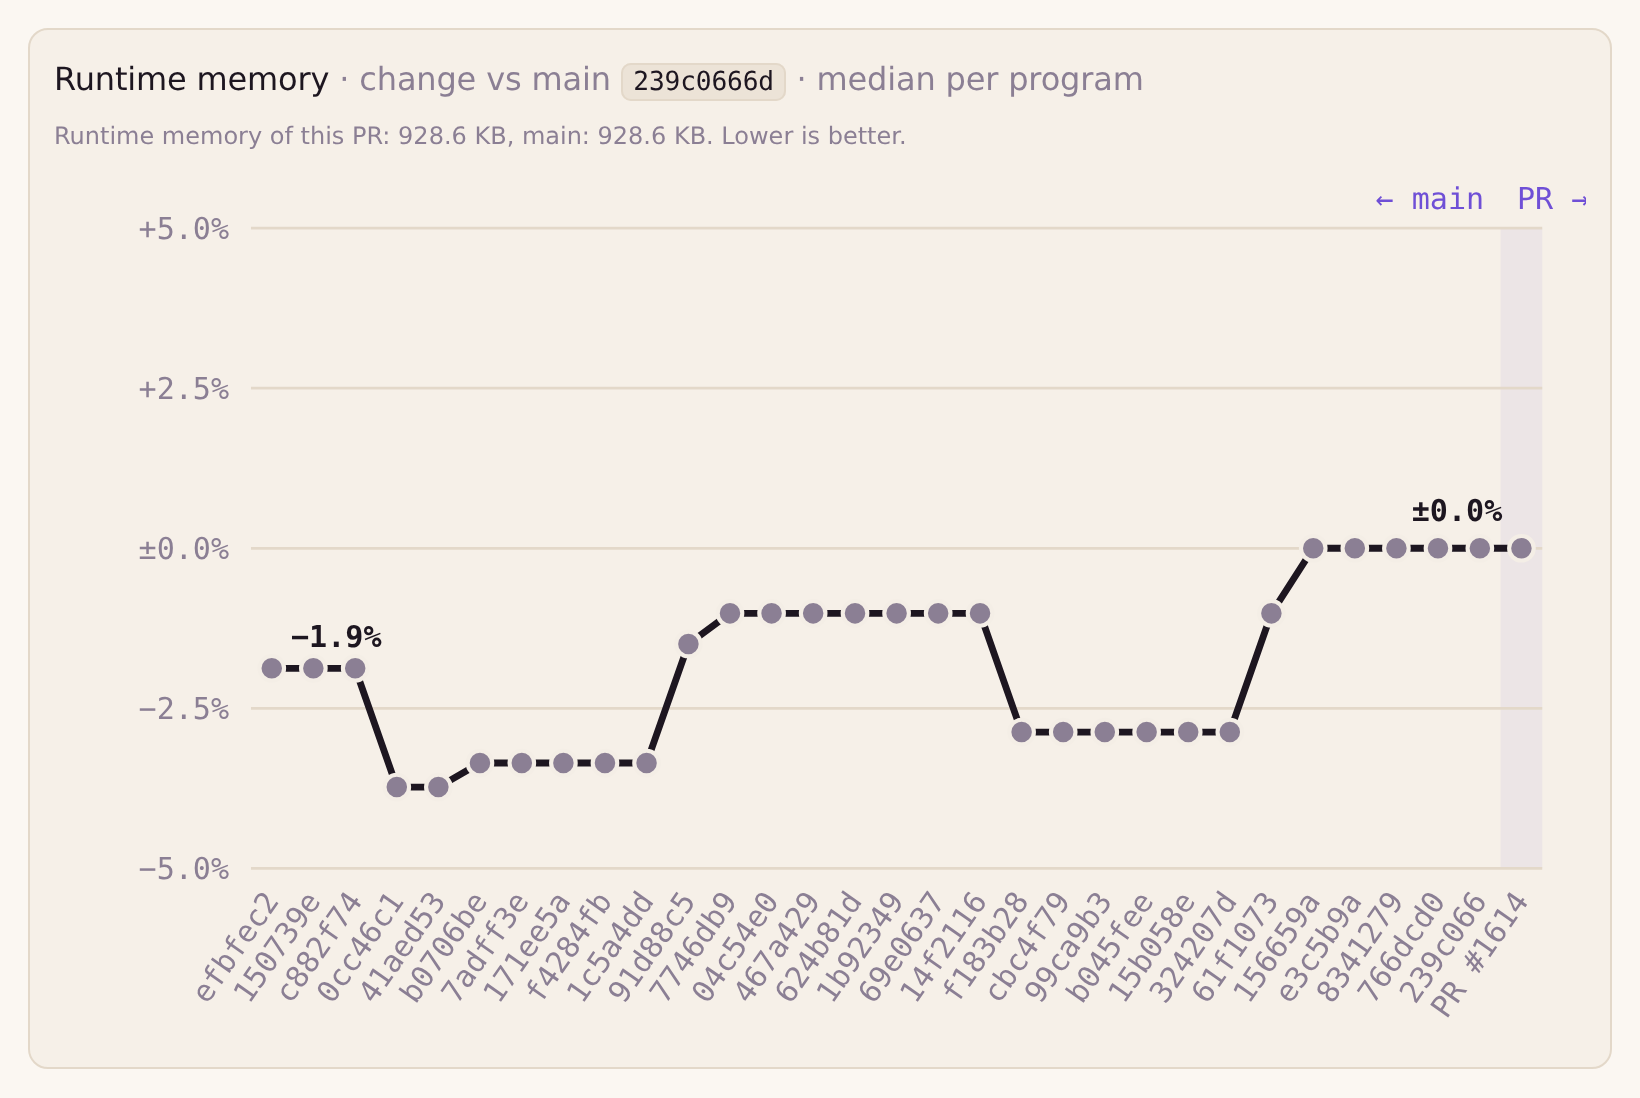 Runtime memory · change vs main 239c0666d · median per program
Runtime memory of this PR: 928.6 KB, main: 928.6 KB. Lower is better.
← main PR →
+5.0%
+2.5%
±0.0%
−2.5%
−5.0%
−1.9%
±0.0%
efbfec2
150739e
c882f74
0cc46c1
41aed53
b0706be
7adff3e
171ee5a
f4284fb
1c5a4dd
91d88c5
7746db9
04c54e0
467a429
624b81d
1b92349
69e0637
14f2116
f183b28
cbc4f79
99ca9b3
b045fee
15b058e
324207d
61f1073
156659a
e3c5b9a
8341279
766dcd0
239c066
PR #1614